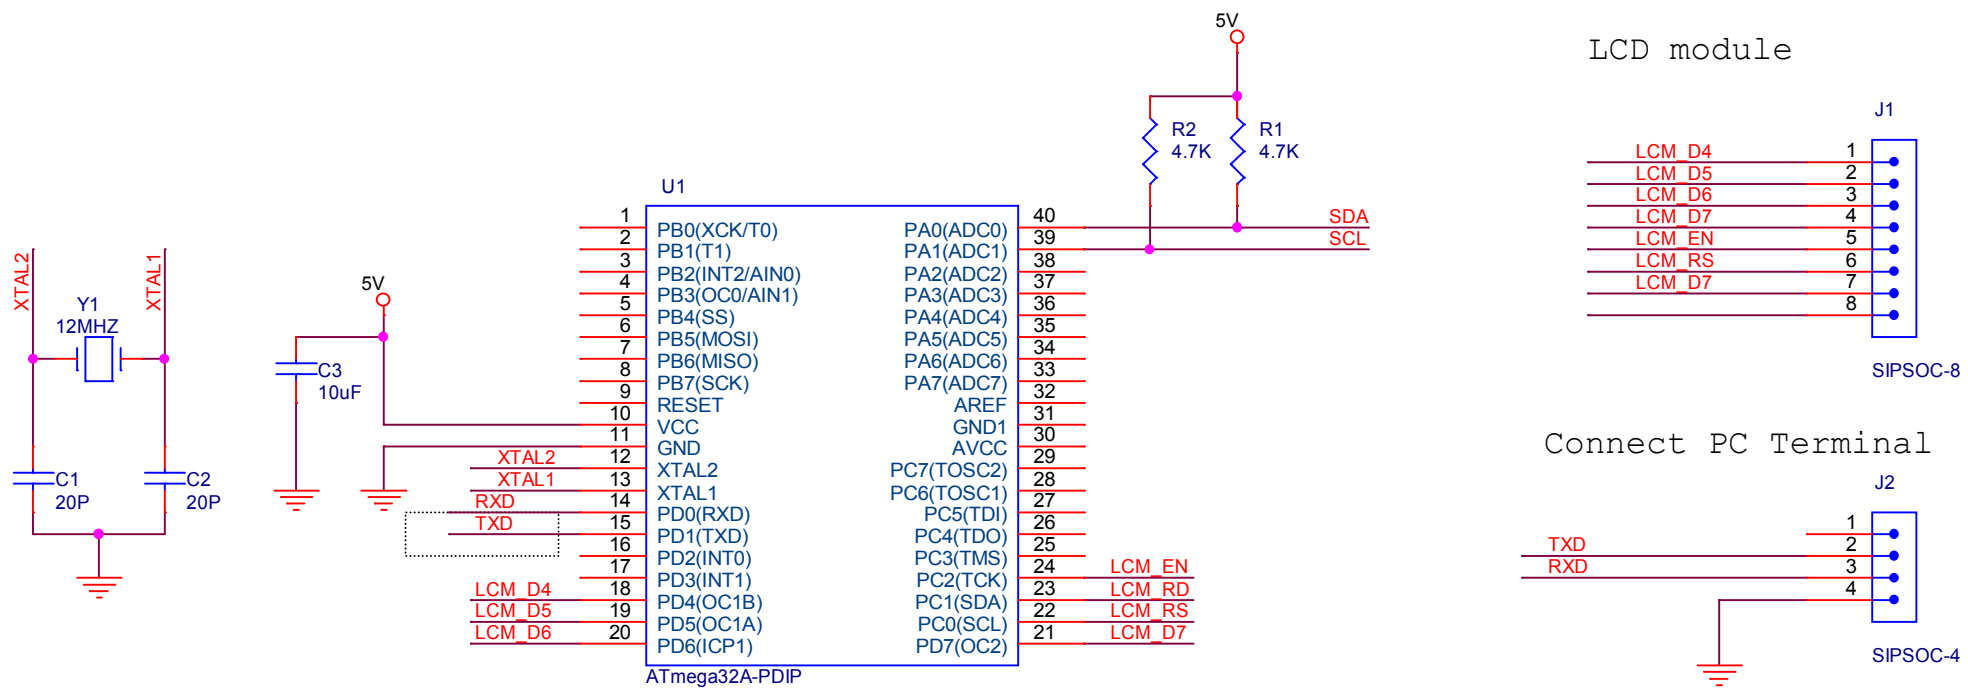 5V
LCD module
J1
LCM_D4 1
LCM_D5 2
LCM_D6 3
LCM_D7 4
LCM_EN 5
LCM_RS 6
LCM_D7 7
8
SIPSOC-8
R2
4.7K
R1
4.7K
SDA
SCL
XTAL2
XTAL1
Y1
12MHZ
C1
20P
C2
20P
5V
C3
10uF
U1
1 PB0(XCK/T0)
2 PB1(T1)
3 PB2(INT2/AIN0)
4 PB3(OC0/AIN1)
5 PB4(SS)
6 PB5(MOSI)
7 PB6(MISO)
8 PB7(SCK)
9 RESET
10 VCC
11 GND
XTAL2 12 XTAL2
XTAL1 13 XTAL1
RXD 14 PD0(RXD)
TXD 15 PD1(TXD)
16 PD2(INT0)
17 PD3(INT1)
LCM_D4 18 PD4(OC1B)
LCM_D5 19 PD5(OC1A)
LCM_D6 20 PD6(ICP1)
PA0(ADC0) 40
PA1(ADC1) 39
PA2(ADC2) 38
PA3(ADC3) 37
PA4(ADC4) 36
PA5(ADC5) 35
PA6(ADC6) 34
PA7(ADC7) 33
AREF 32
GND1 31
AVCC 30
PC7(TOSC2) 29
PC6(TOSC1) 28
PC5(TDI) 27
PC4(TDO) 26
PC3(TMS) 25
PC2(TCK) 24 LCM_EN
PC1(SDA) 23 LCM_RD
PC0(SCL) 22 LCM_RS
PD7(OC2) 21 LCM_D7
ATmega32A-PDIP
Connect PC Terminal
J2
1
TXD 2
RXD 3
4
SIPSOC-4